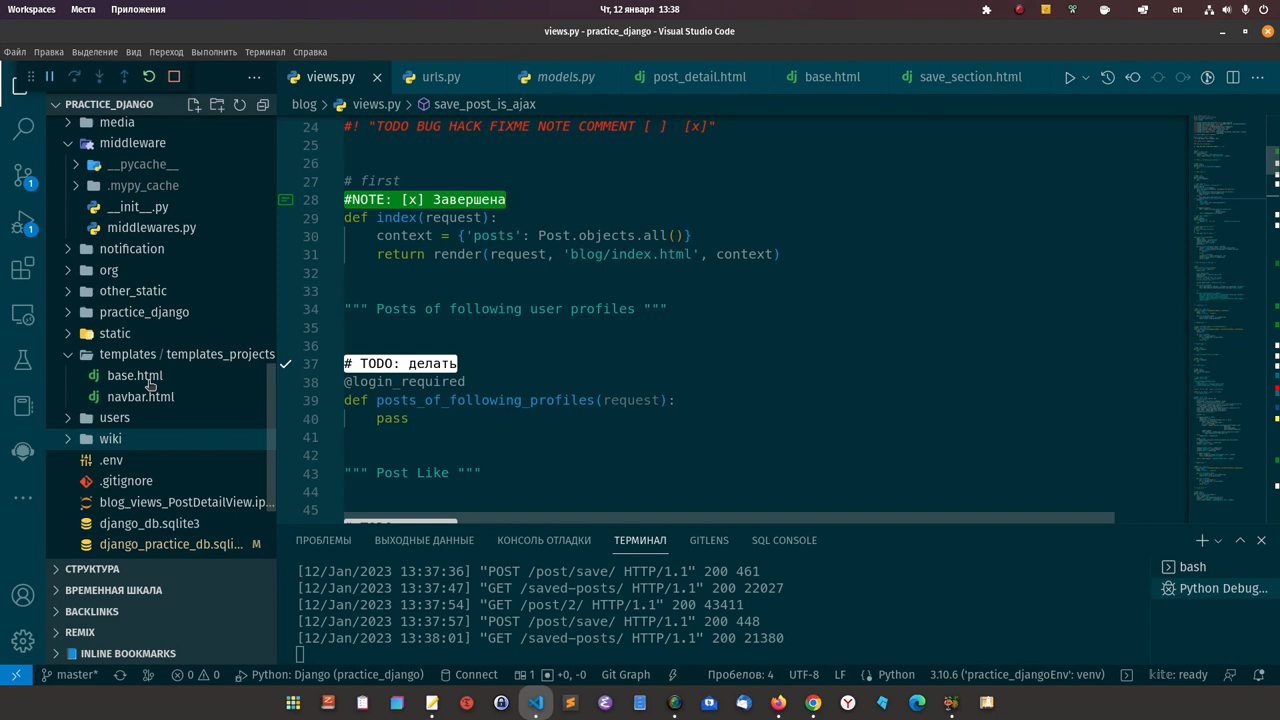 Workspaces Места Приложения Чт, 12 января 13:38 en
views.py - practice_django - Visual Studio Code
Файл Правка Выделение Вид Переход Выполнить Терминал Справка
views.py urls.py models.py post_detail.html base.html save_section.html
PRACTICE_DJANGO
blog views.py save_post_is_ajax
media
middleware
__pycache__
.mypy_cache
__init__.py
middlewares.py
notification
org
other_static
practice_django
static
templates / templates_projects
base.html
navbar.html
users
wiki
.env
.gitignore
blog_views_PostDetailView.ip...
django_db.sqlite3
django_practice_db.sqli... M
СТРУКТУРА
ВРЕМЕННАЯ ШКАЛА
BACKLINKS
REMIX
INLINE BOOKMARKS
1
1
24 #! "TODO BUG HACK FIXME NOTE COMMENT [ ]  [x]"
25
26
27 # first
28 #NOTE: [x] Завершена
29 def index(request):
30 context = {'posts': Post.objects.all()}
31 return render(request, 'blog/index.html', context)
32
33
34 """ Posts of following user profiles """
35
36
37 # TODO: делать
38 @login_required
39 def posts_of_following_profiles(request):
40 pass
41
42
43 """ Post Like """
44
45
ПРОБЛЕМЫ ВЫХОДНЫЕ ДАННЫЕ КОНСОЛЬ ОТЛАДКИ ТЕРМИНАЛ GITLENS SQL CONSOLE
[12/Jan/2023 13:37:36] "POST /post/save/ HTTP/1.1" 200 461
[12/Jan/2023 13:37:47] "GET /saved-posts/ HTTP/1.1" 200 22027
[12/Jan/2023 13:37:54] "GET /post/2/ HTTP/1.1" 200 43411
[12/Jan/2023 13:37:57] "POST /post/save/ HTTP/1.1" 200 448
[12/Jan/2023 13:38:01] "GET /saved-posts/ HTTP/1.1" 200 21380
bash
Python Debug...
master* 0 0 Python: Django (practice_django) Connect 1 +0, -0 Git Graph Пробелов: 4 UTF-8 LF Python 3.10.6 ('practice_djangoEnv': venv) kite: ready